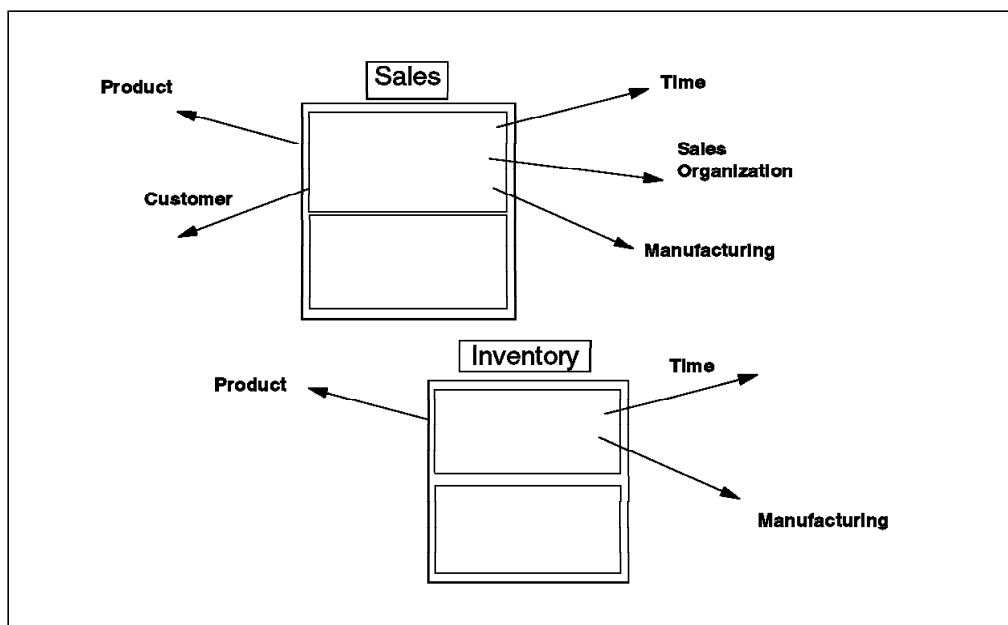 Sales
Product
Time
Sales
Organization
Customer
Manufacturing
Inventory
Product
Time
Manufacturing